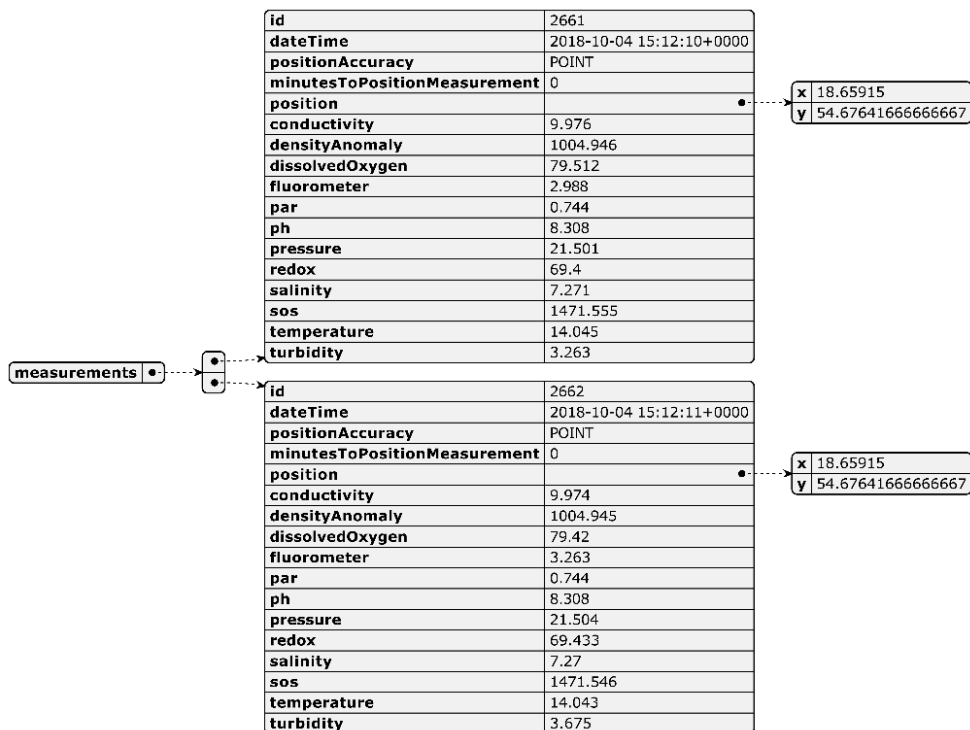 id 2661
dateTime 2018-10-04 15:12:10+0000
positionAccuracy POINT
minutesToPositionMeasurement 0
position
x 18.65915
y 54.67641666666667
conductivity 9.976
densityAnomaly 1004.946
dissolvedOxygen 79.512
fluorometer 2.988
par 0.744
ph 8.308
pressure 21.501
redox 69.4
salinity 7.271
sos 1471.555
temperature 14.045
turbidity 3.263
measurements
id 2662
dateTime 2018-10-04 15:12:11+0000
positionAccuracy POINT
minutesToPositionMeasurement 0
position
x 18.65915
y 54.67641666666667
conductivity 9.974
densityAnomaly 1004.945
dissolvedOxygen 79.42
fluorometer 3.263
par 0.744
ph 8.308
pressure 21.504
redox 69.433
salinity 7.27
sos 1471.546
temperature 14.043
turbidity 3.675